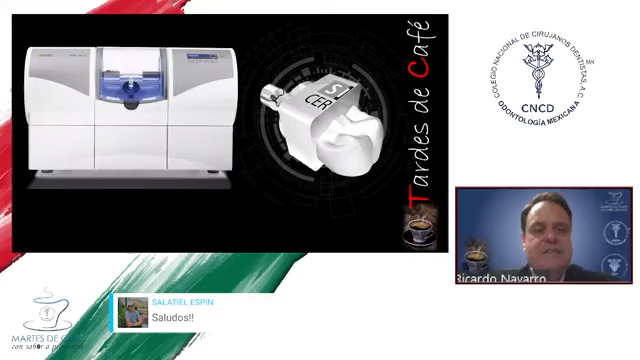 Tardes de Café
CER
COLEGIO NACIONAL DE CIRUJANOS DENTISTAS, A.C.
MR
CNCD
ODONTOLOGÍA MEXICANA
Ricardo Navarro
SALATIEL ESPIN
Saludos!!
MARTES DE
con sabor a